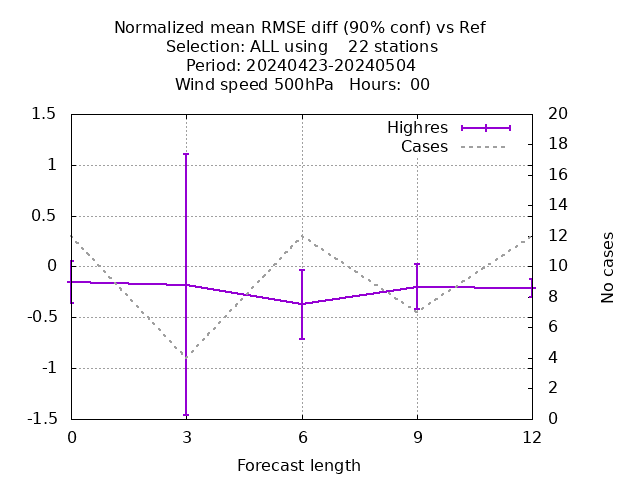 Normalized mean RMSE diff (90% conf) vs Ref
Selection: ALL using    22 stations
Period: 20240423-20240504
Wind speed 500hPa   Hours:  00
1.5
1
0.5
0
-0.5
-1
-1.5
20
18
16
14
12
10
8
6
4
2
0
Highres
Cases
No cases
0 3 6 9 12
Forecast length